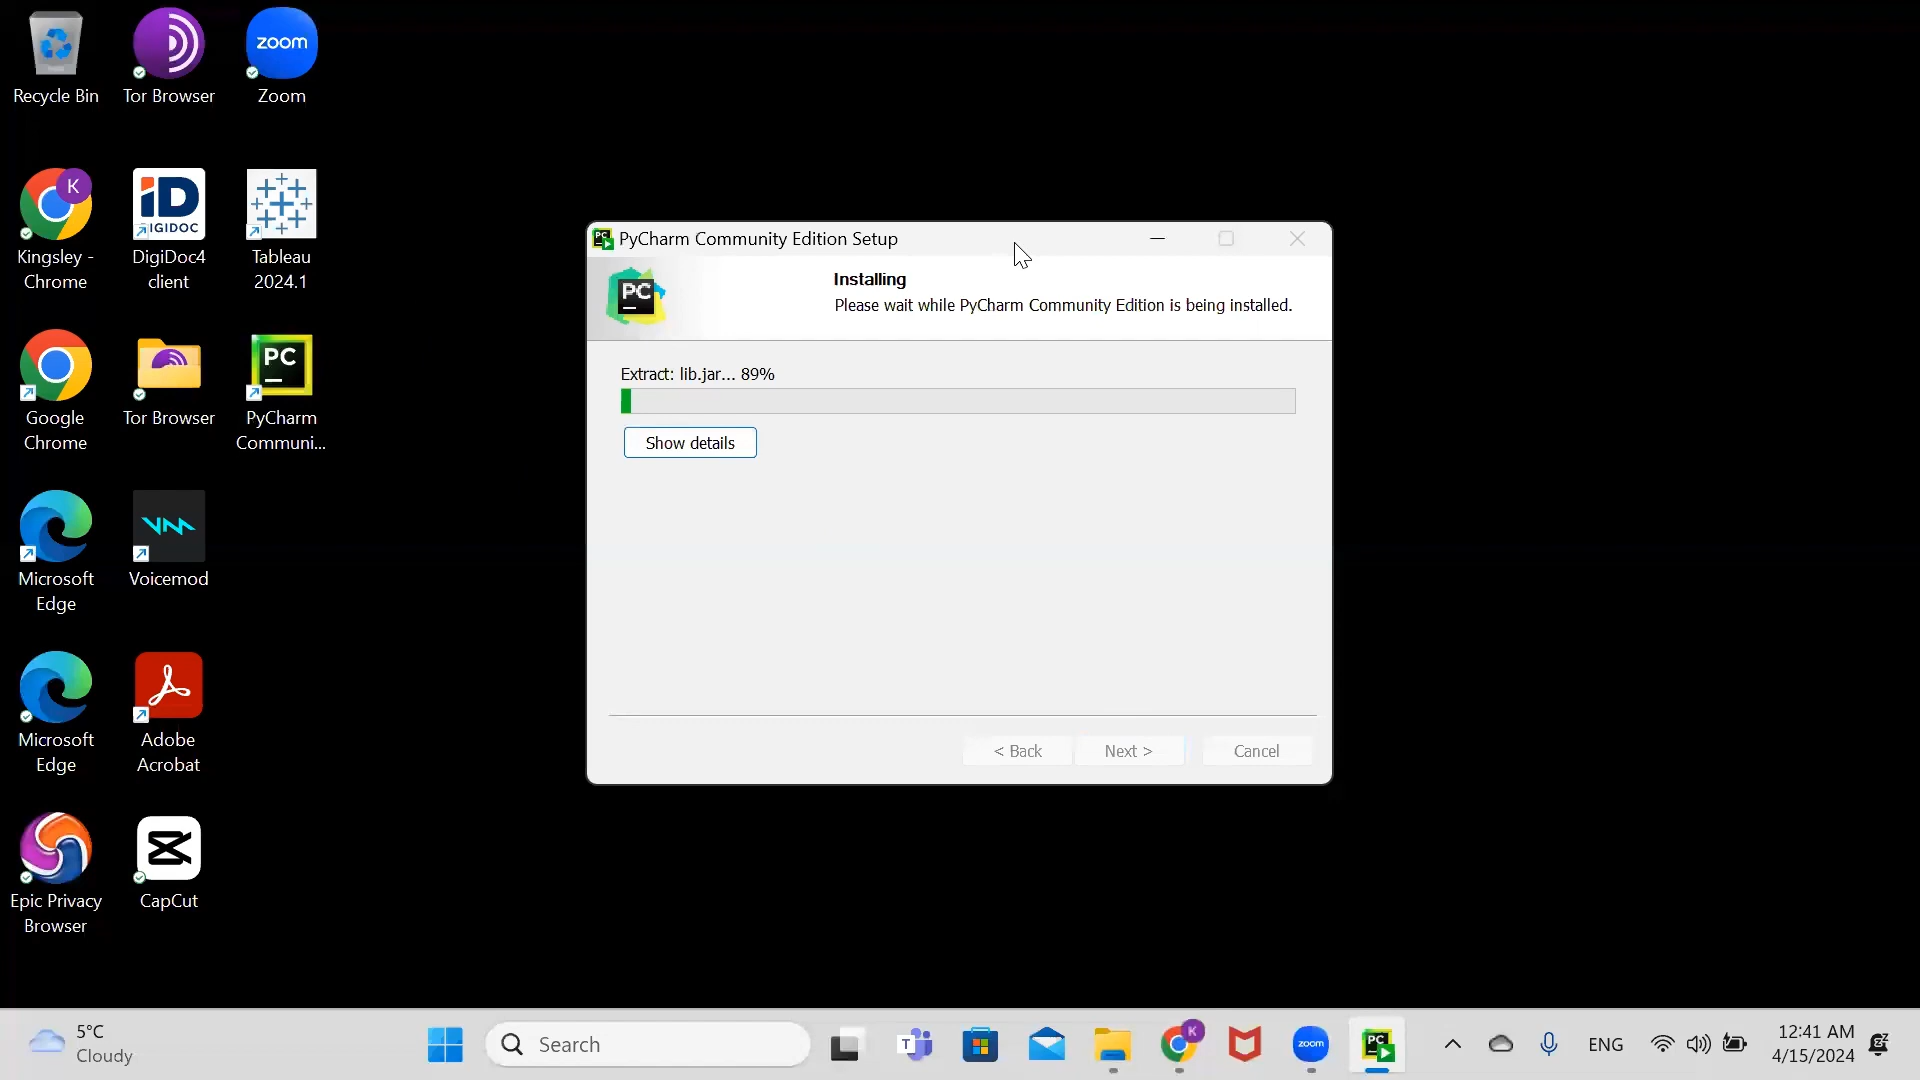 Recycle Bin
Tor Browser
zoom
Zoom
K
Kingsley -
Chrome
iD
IGIDOC
DigiDoc4
client
Tableau
2024.1
Google
Chrome
Tor Browser
PC
PyCharm
Communi...
Microsoft
Edge
Voicemod
Microsoft
Edge
Adobe
Acrobat
Epic Privacy
Browser
CapCut
PC
PyCharm Community Edition Setup
PC
Installing
Please wait while PyCharm Community Edition is being installed.
Extract: lib.jar... 89%
Show details
< Back
Next >
Cancel
5°C
Cloudy
Search
T
K
zoom
PC
ENG
12:41 AM
4/15/2024